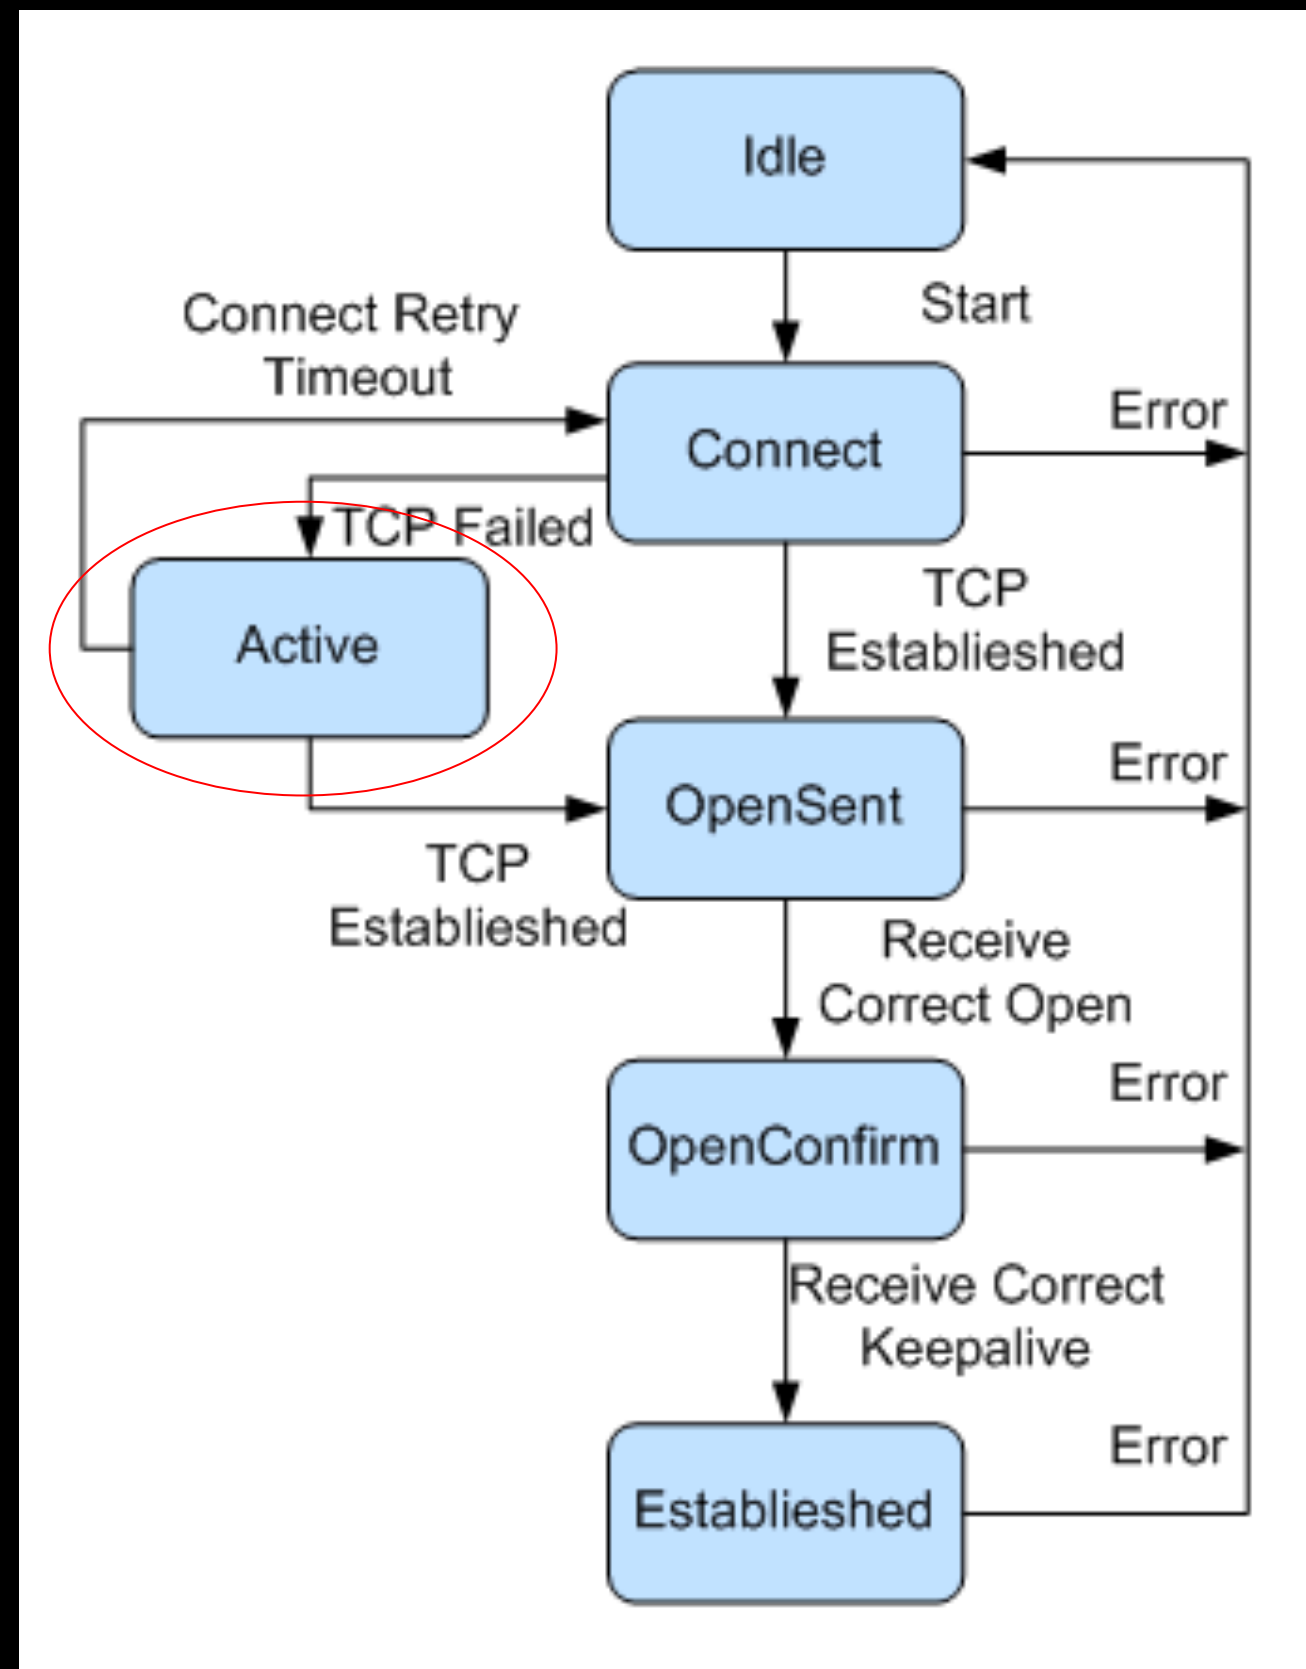 Idle
Start
Connect Retry
Timeout
Connect
Error
TCP Failed
TCP
Establieshed
Active
OpenSent
Error
TCP
Establieshed
Receive
Correct Open
Error
OpenConfirm
Receive Correct
Keepalive
Error
Establieshed